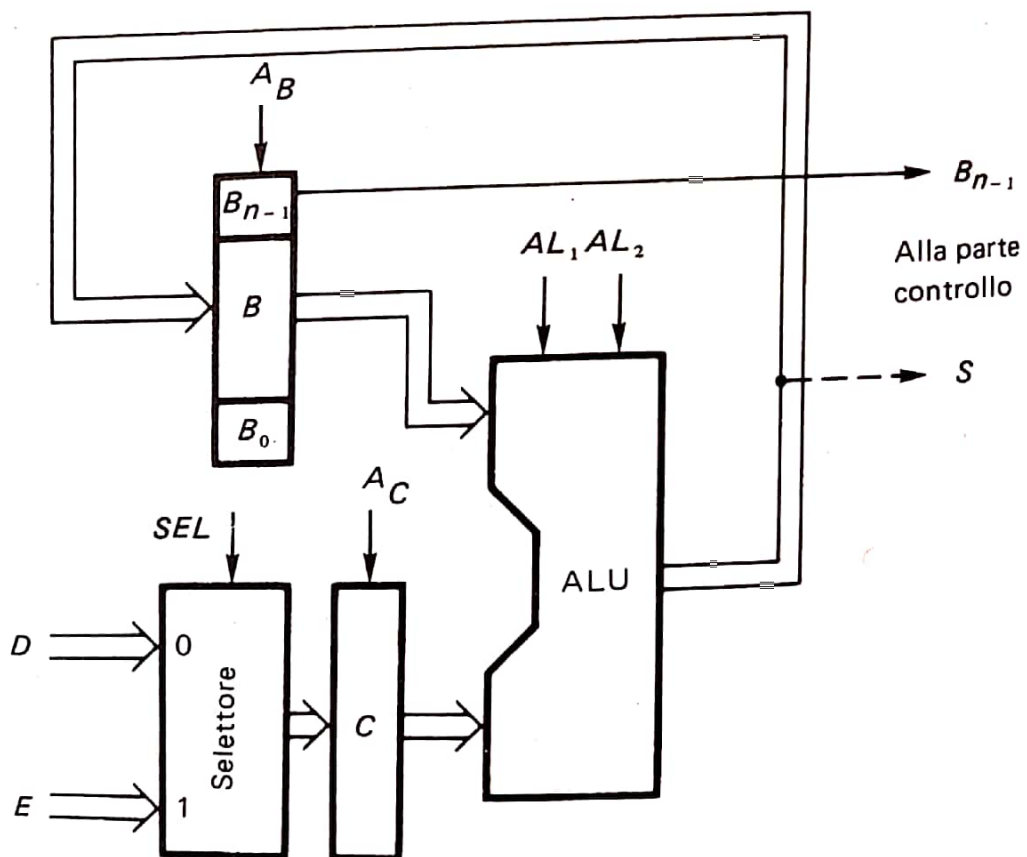 A_B
B_{n-1}
B_{n-1}
AL_1 AL_2
Alla parte
controllo
B
S
B_0
A_C
SEL
ALU
D
0
Selettore
C
E
1